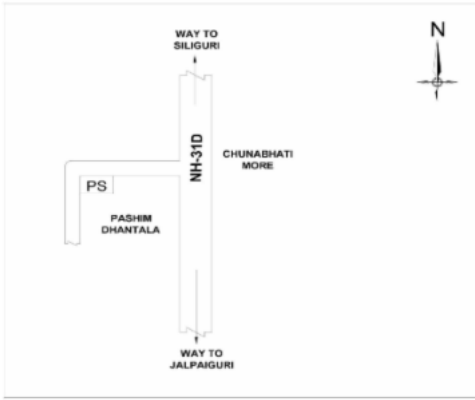 WAY TO
SILIGURI
N
NH-31D
CHUNABHATI
MORE
PS
PASHIM
DHANTALA
WAY TO
JALPAIGURI